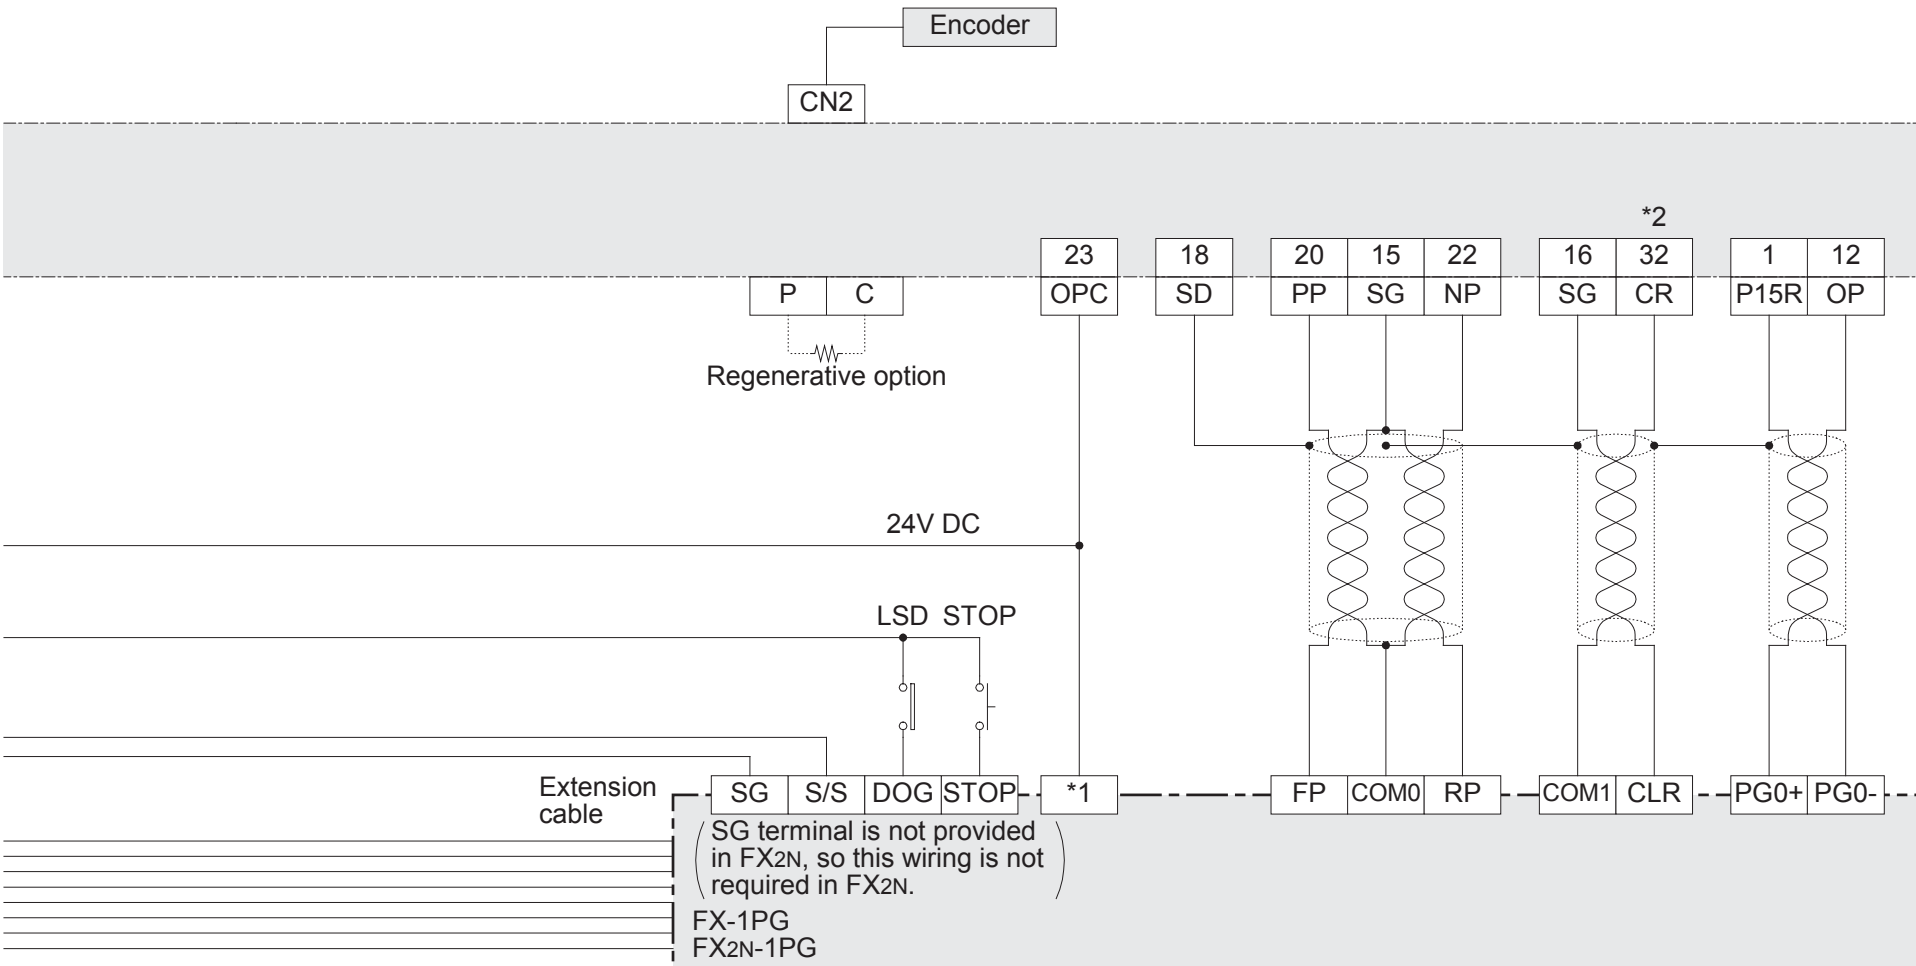 Encoder
CN2
*2
23 18 20 15 22 16 32 1 12
P C OPC SD PP SG NP SG CR P15R OP
Regenerative option
24V DC
LSD STOP
Extension
cable
SG S/S DOG STOP *1 FP COM0 RP COM1 CLR PG0+ PG0-
(SG terminal is not provided
in FX2N, so this wiring is not
required in FX2N.)
FX-1PG
FX2N-1PG